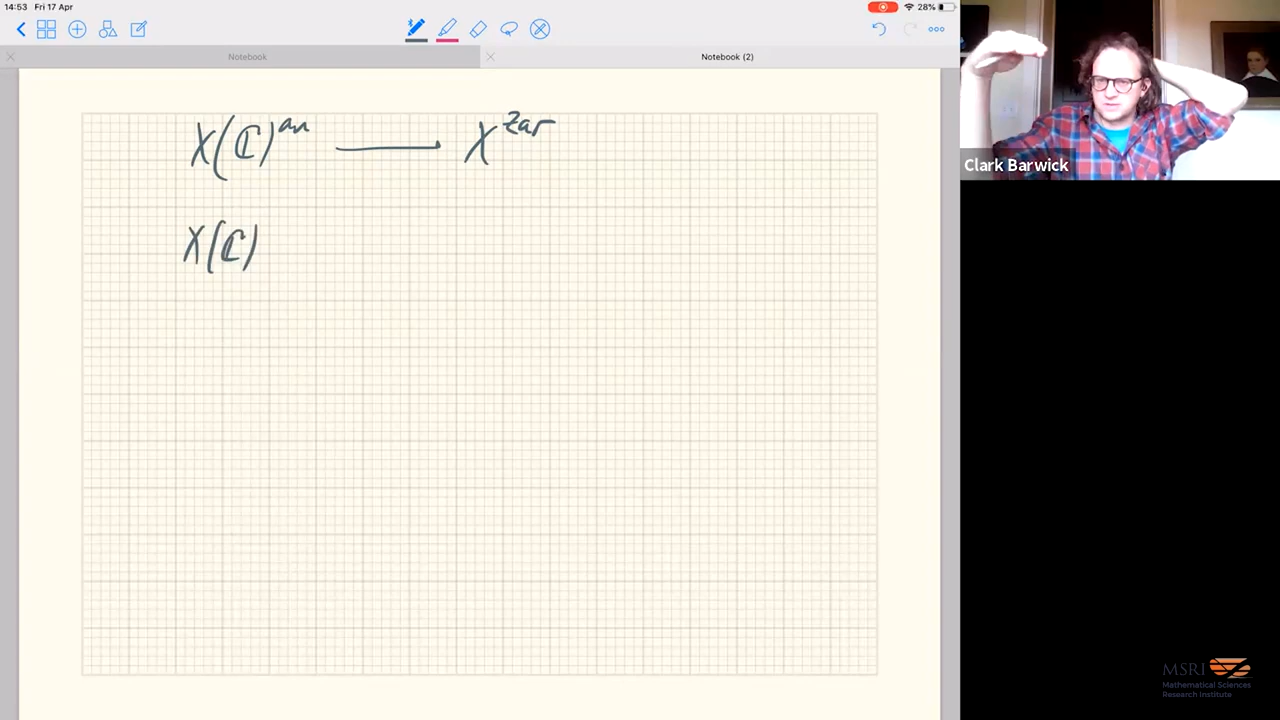 14:53 Fri 17 Apr
28%
Notebook
Notebook (2)
X(ℂ)^an → X^Zar
X(ℂ)
Clark Barwick
MSRI
Mathematical Sciences
Research Institute